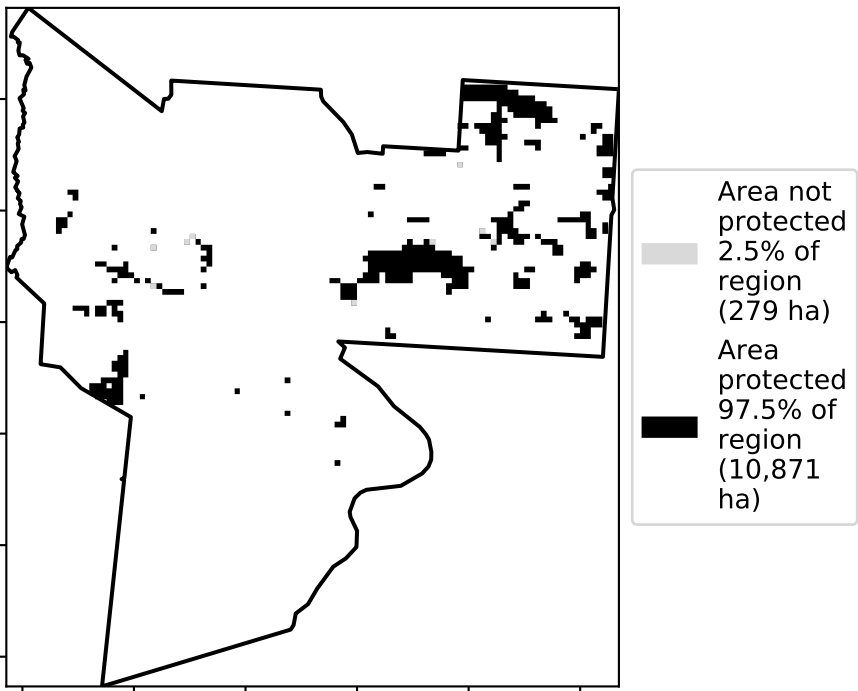 Area not
protected
2.5% of
region
(279 ha)
Area
protected
97.5% of
region
(10,871
ha)